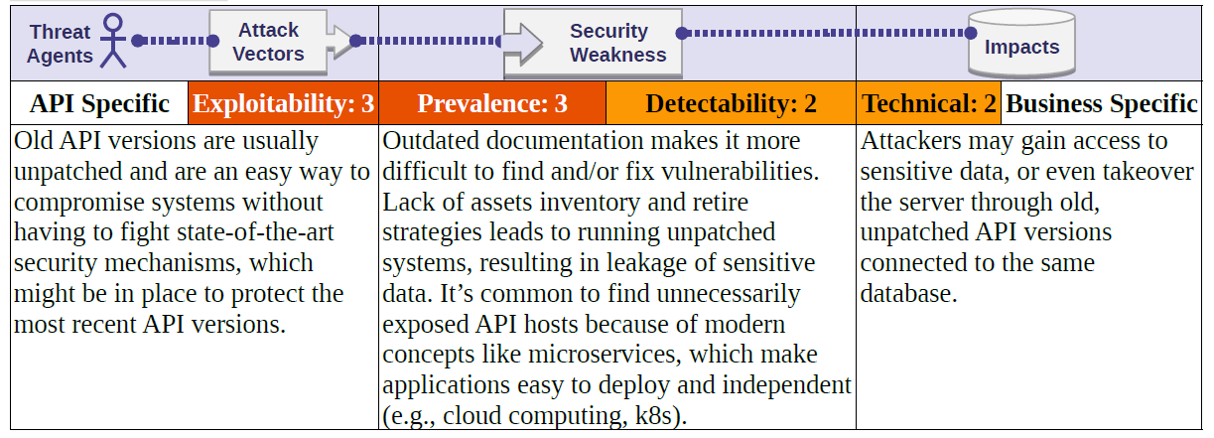 Threat
Agents
Attack
Vectors
Security
Weakness
Impacts
API Specific
Exploitability: 3
Prevalence: 3
Detectability: 2
Technical: 2
Business Specific
Old API versions are usually
unpatched and are an easy way to
compromise systems without
having to fight state-of-the-art
security mechanisms, which
might be in place to protect the
most recent API versions.
Outdated documentation makes it more
difficult to find and/or fix vulnerabilities.
Lack of assets inventory and retire
strategies leads to running unpatched
systems, resulting in leakage of sensitive
data. It’s common to find unnecessarily
exposed API hosts because of modern
concepts like microservices, which make
applications easy to deploy and independent
(e.g., cloud computing, k8s).
Attackers may gain access to
sensitive data, or even takeover
the server through old,
unpatched API versions
connected to the same
database.